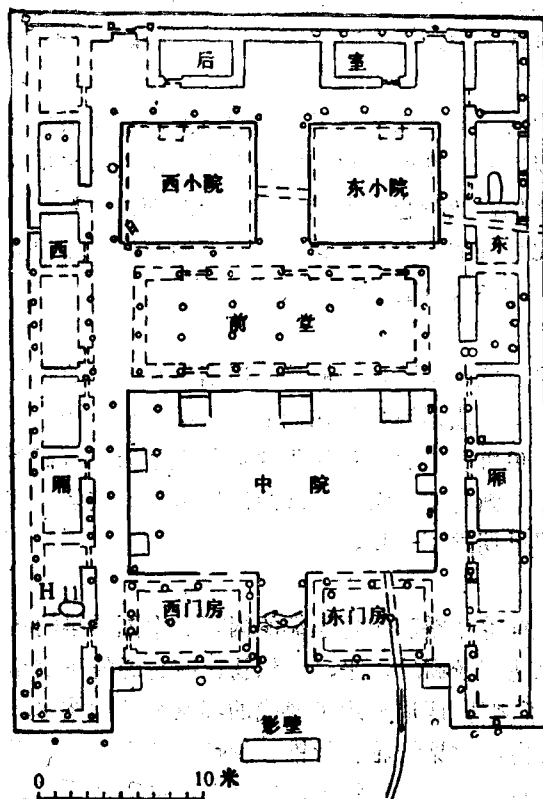 后 室
西小院 东小院
西 东
前 堂
中 院
厢 厢
H11
西门房 东门房
影壁
0 10米